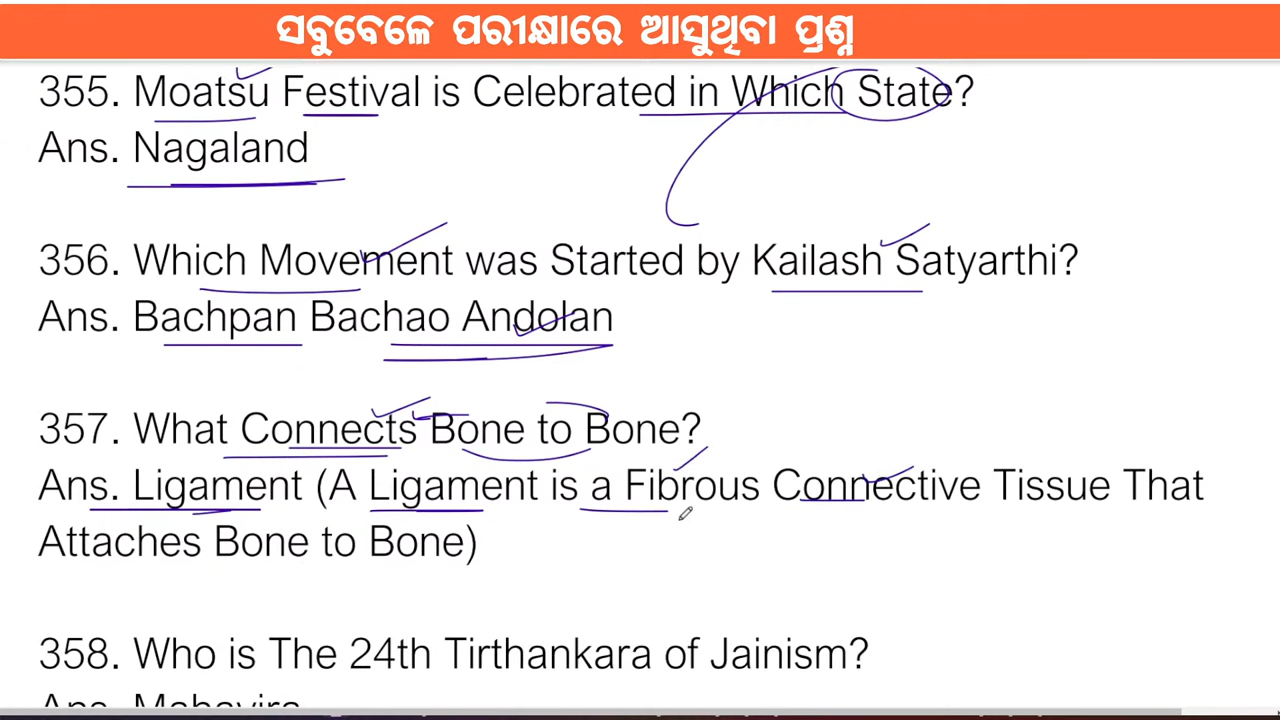 ସବୁବେଳେ ପରୀକ୍ଷାରେ ଆସୁଥିବା ପ୍ରଶ୍ନ
355. Moatsu Festival is Celebrated in Which State?
Ans. Nagaland
356. Which Movement was Started by Kailash Satyarthi?
Ans. Bachpan Bachao Andolan
357. What Connects Bone to Bone?
Ans. Ligament (A Ligament is a Fibrous Connective Tissue That
Attaches Bone to Bone)
358. Who is The 24th Tirthankara of Jainism?
Ans. Mahavira